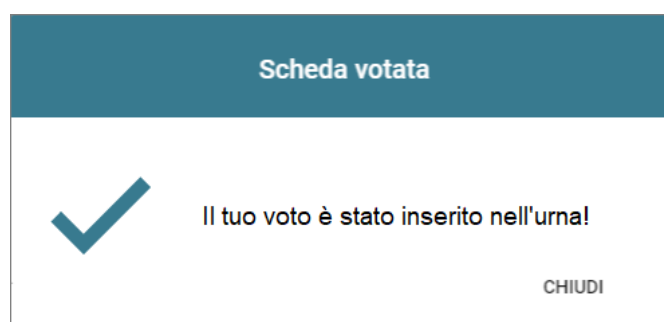 Scheda votata
Il tuo voto è stato inserito nell'urna!
CHIUDI